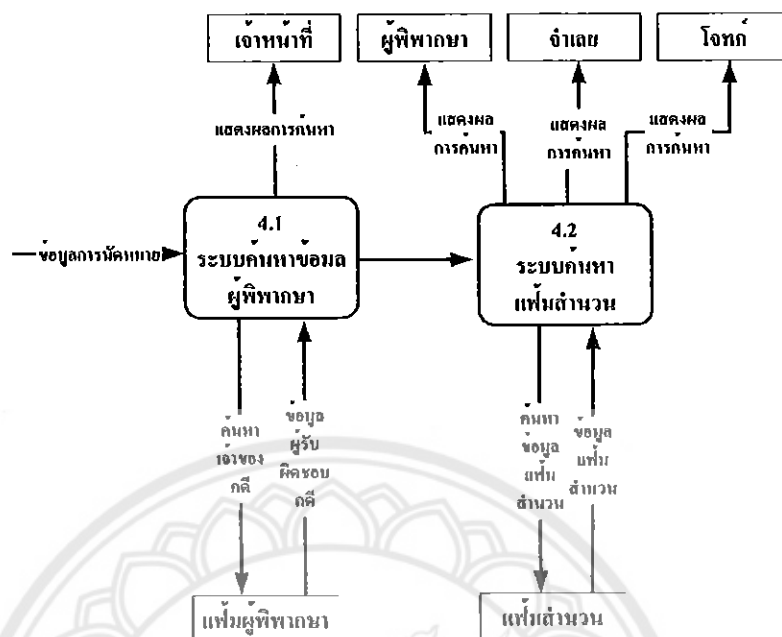 เจ้าหน้าที่
ผู้พิพากษา
จำเลย
โจทก์
แสดงผลการค้นหา
แสดงผล
การค้นหา
แสดงผล
การค้นหา
แสดงผล
การค้นหา
ข้อมูลการนัดหมาย
4.1
ระบบค้นหาข้อมูล
ผู้พิพากษา
4.2
ระบบค้นหา
แฟ้มสำนวน
ค้นหา
เจ้าของ
คดี
ข้อมูล
ผู้รับ
ผิดชอบ
คดี
ค้นหา
ข้อมูล
แฟ้ม
สำนวน
ข้อมูล
แฟ้ม
สำนวน
แฟ้มผู้พิพากษา
แฟ้มสำนวน